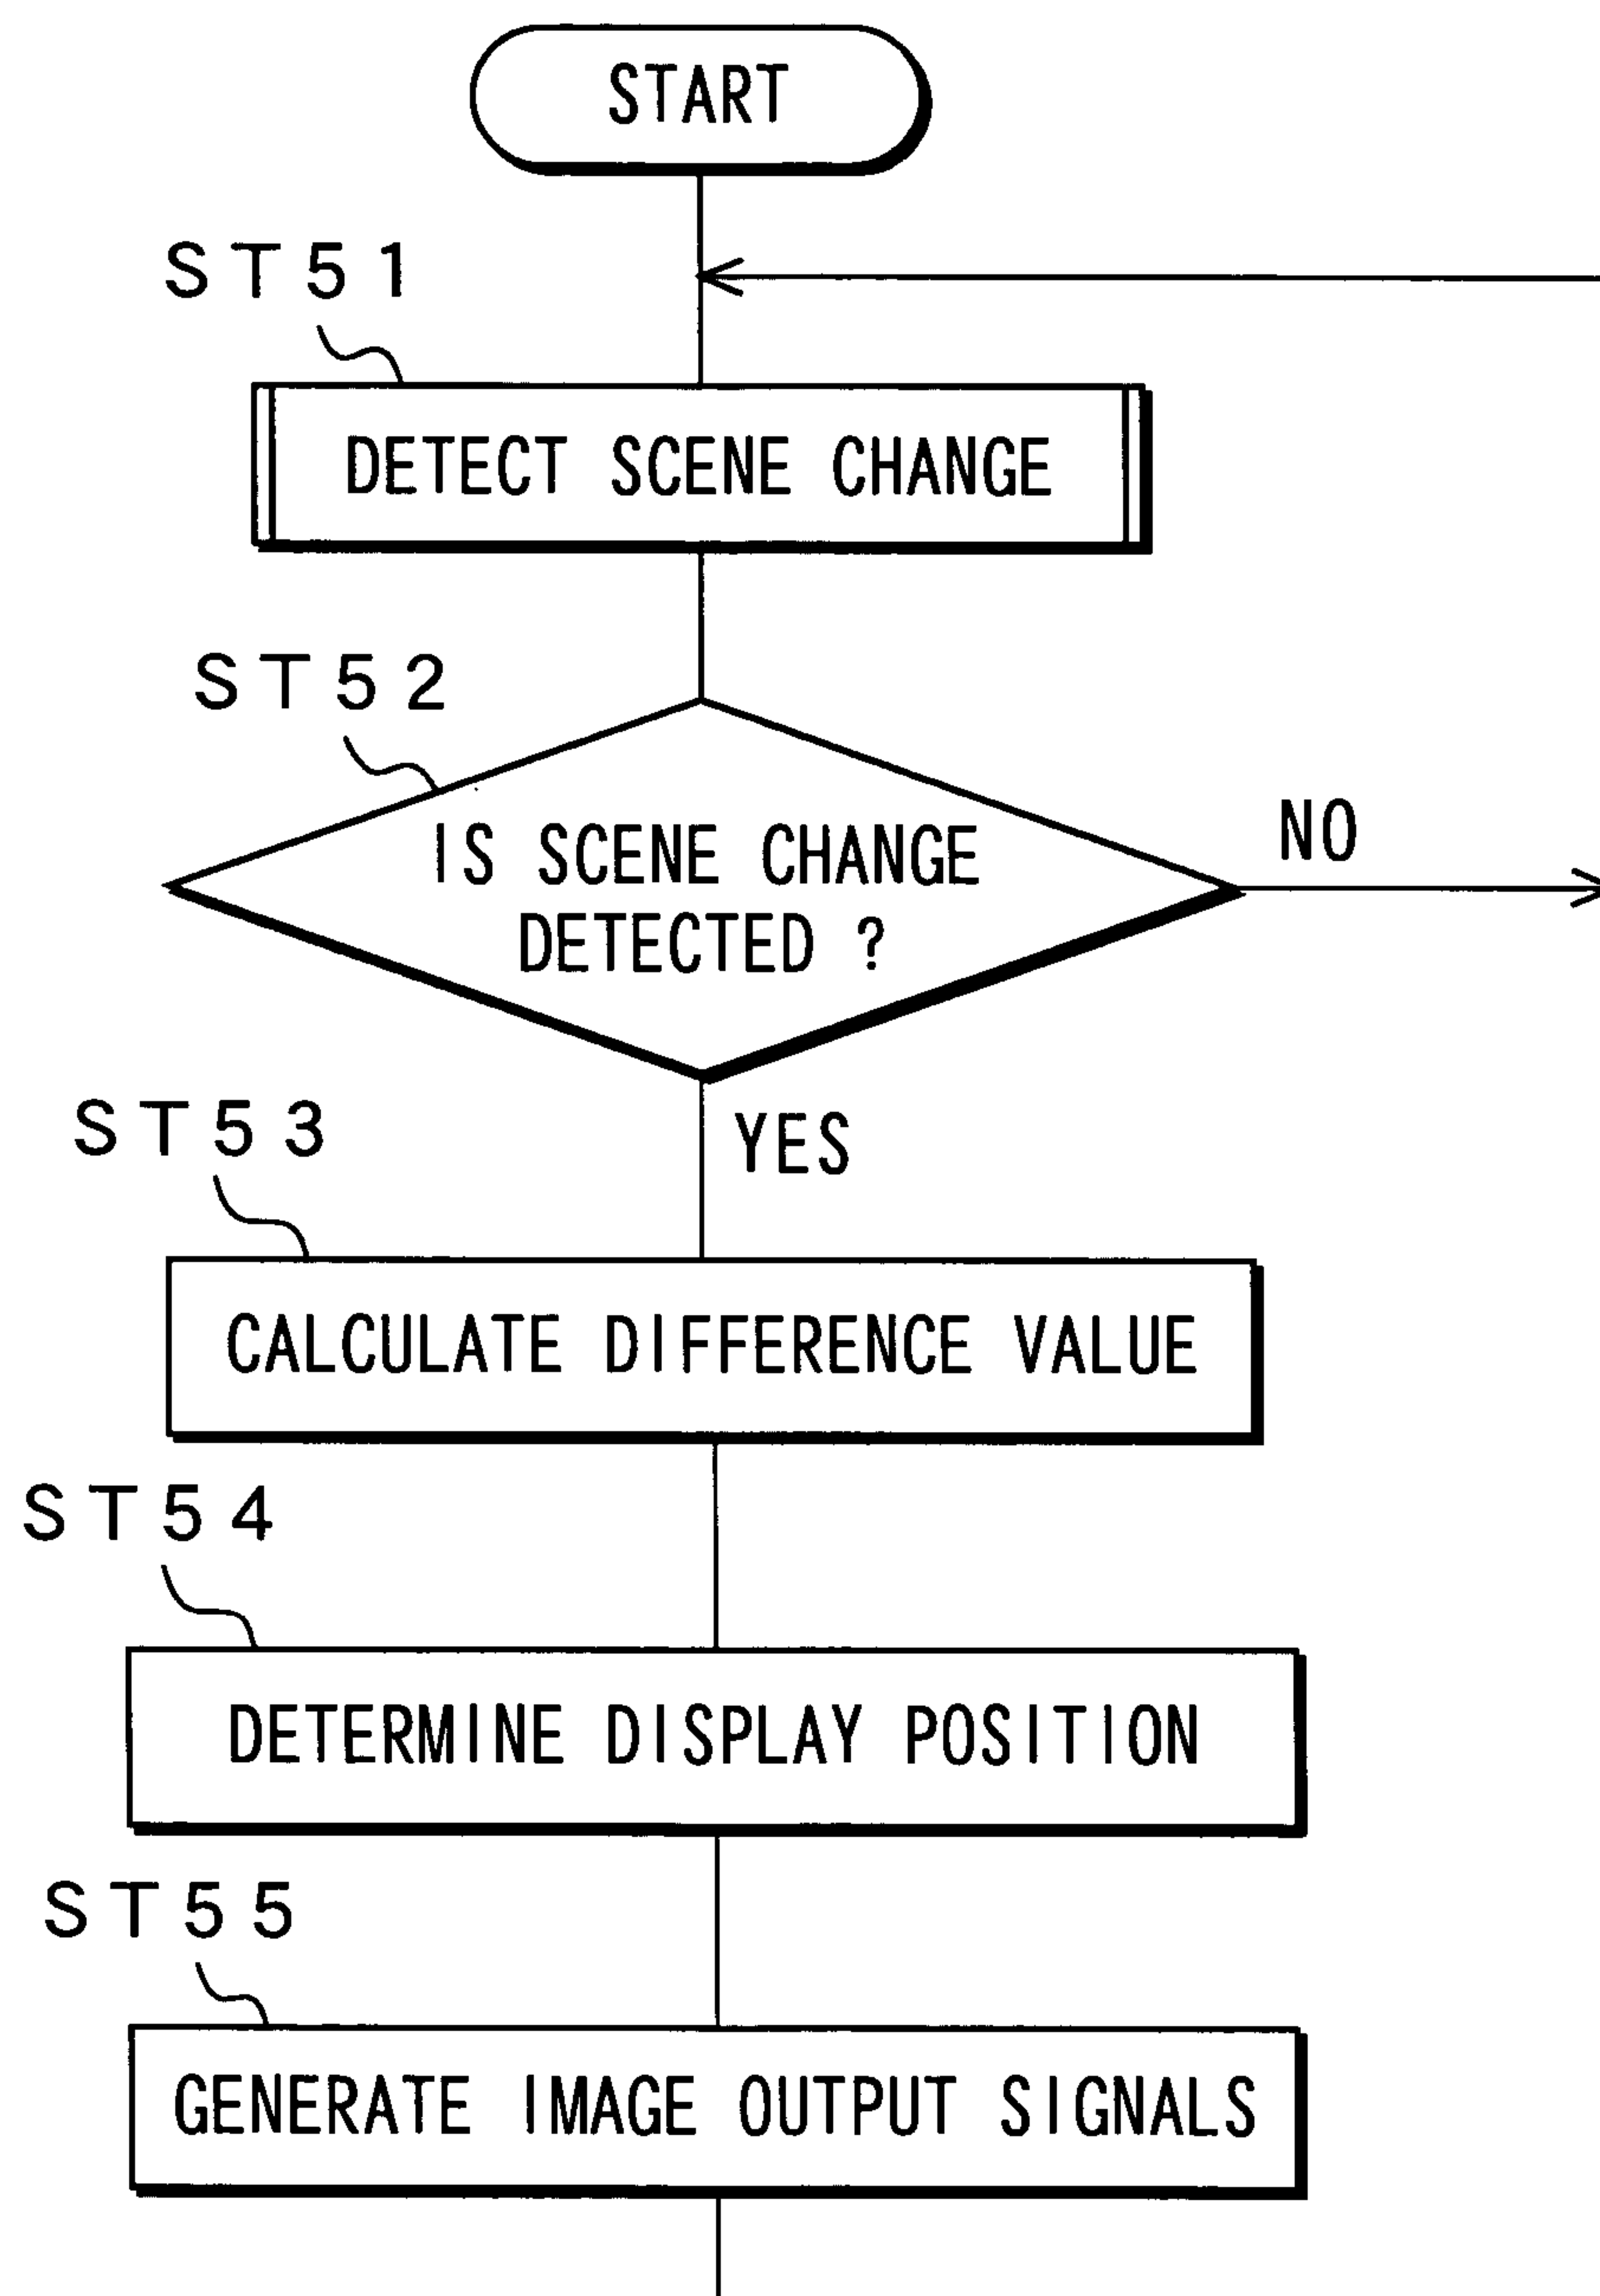 START
ST51
DETECT SCENE CHANGE
ST52
IS SCENE CHANGE
DETECTED ?
NO
YES
ST53
CALCULATE DIFFERENCE VALUE
ST54
DETERMINE DISPLAY POSITION
ST55
GENERATE IMAGE OUTPUT SIGNALS